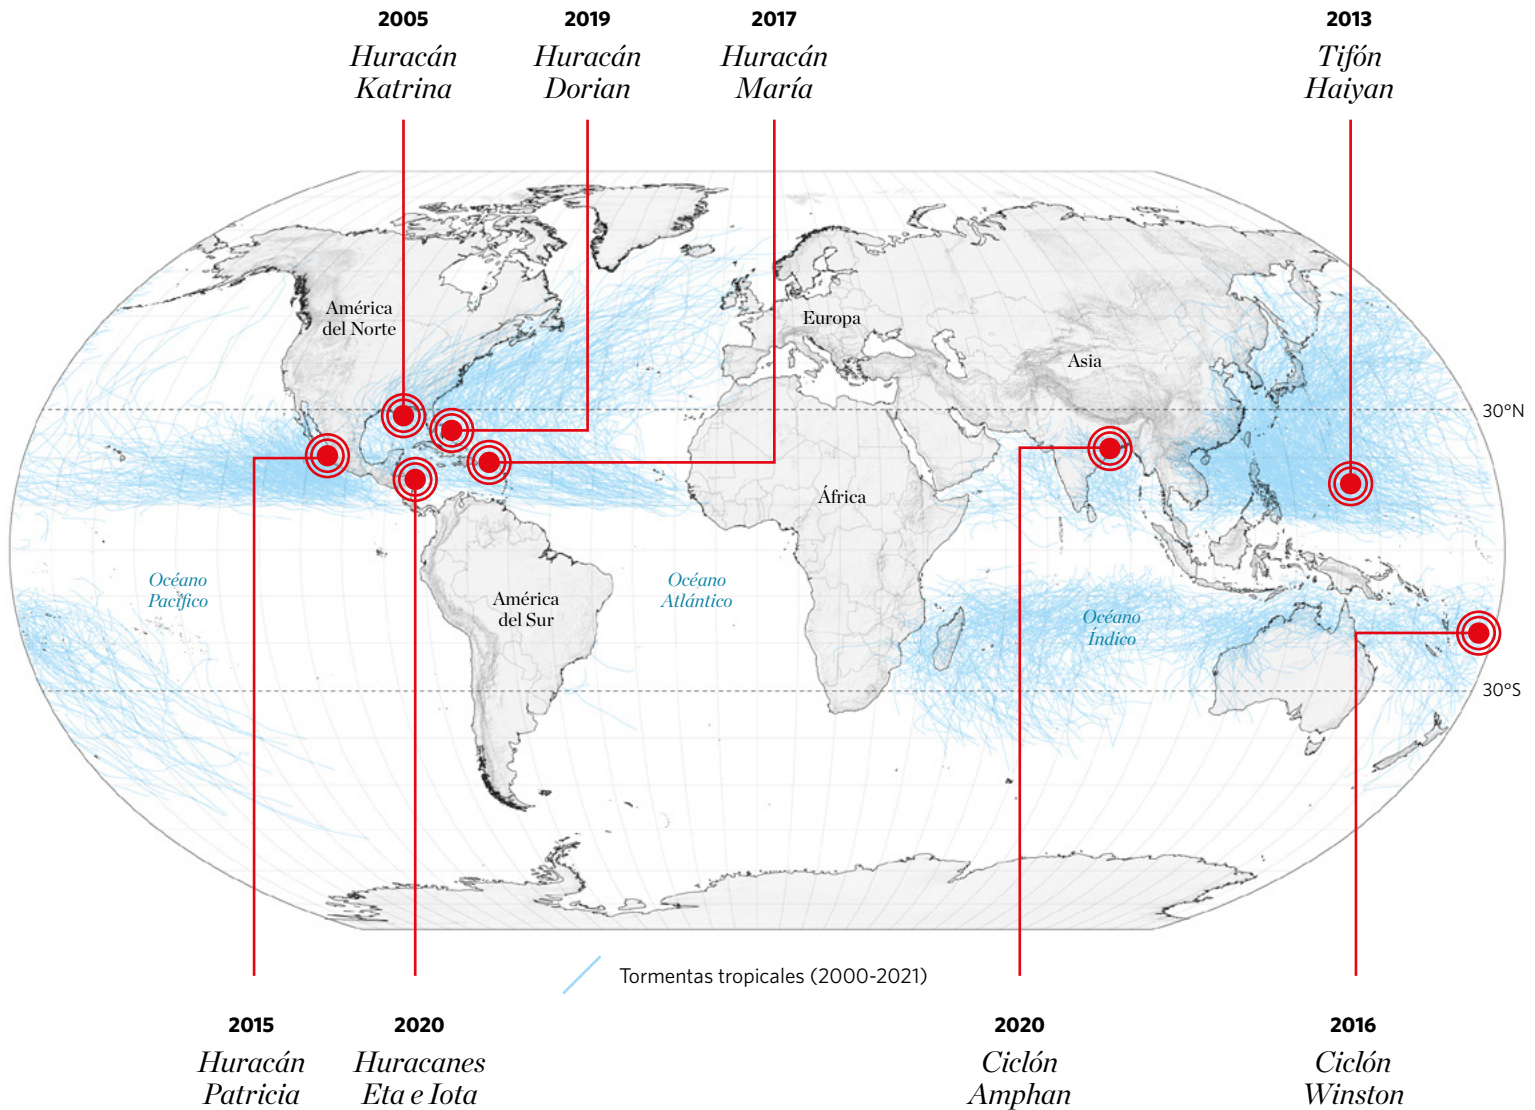 2005
Huracán
Katrina
2019
Huracán
Dorian
2017
Huracán
María
2013
Tifón
Haiyan
América
del Norte
Europa
Asia
30°N
África
Océano
Pacífico
América
del Sur
Océano
Atlántico
Océano
Índico
30°S
Tormentas tropicales (2000-2021)
2015
Huracán
Patricia
2020
Huracanes
Eta e Iota
2020
Ciclón
Amphan
2016
Ciclón
Winston